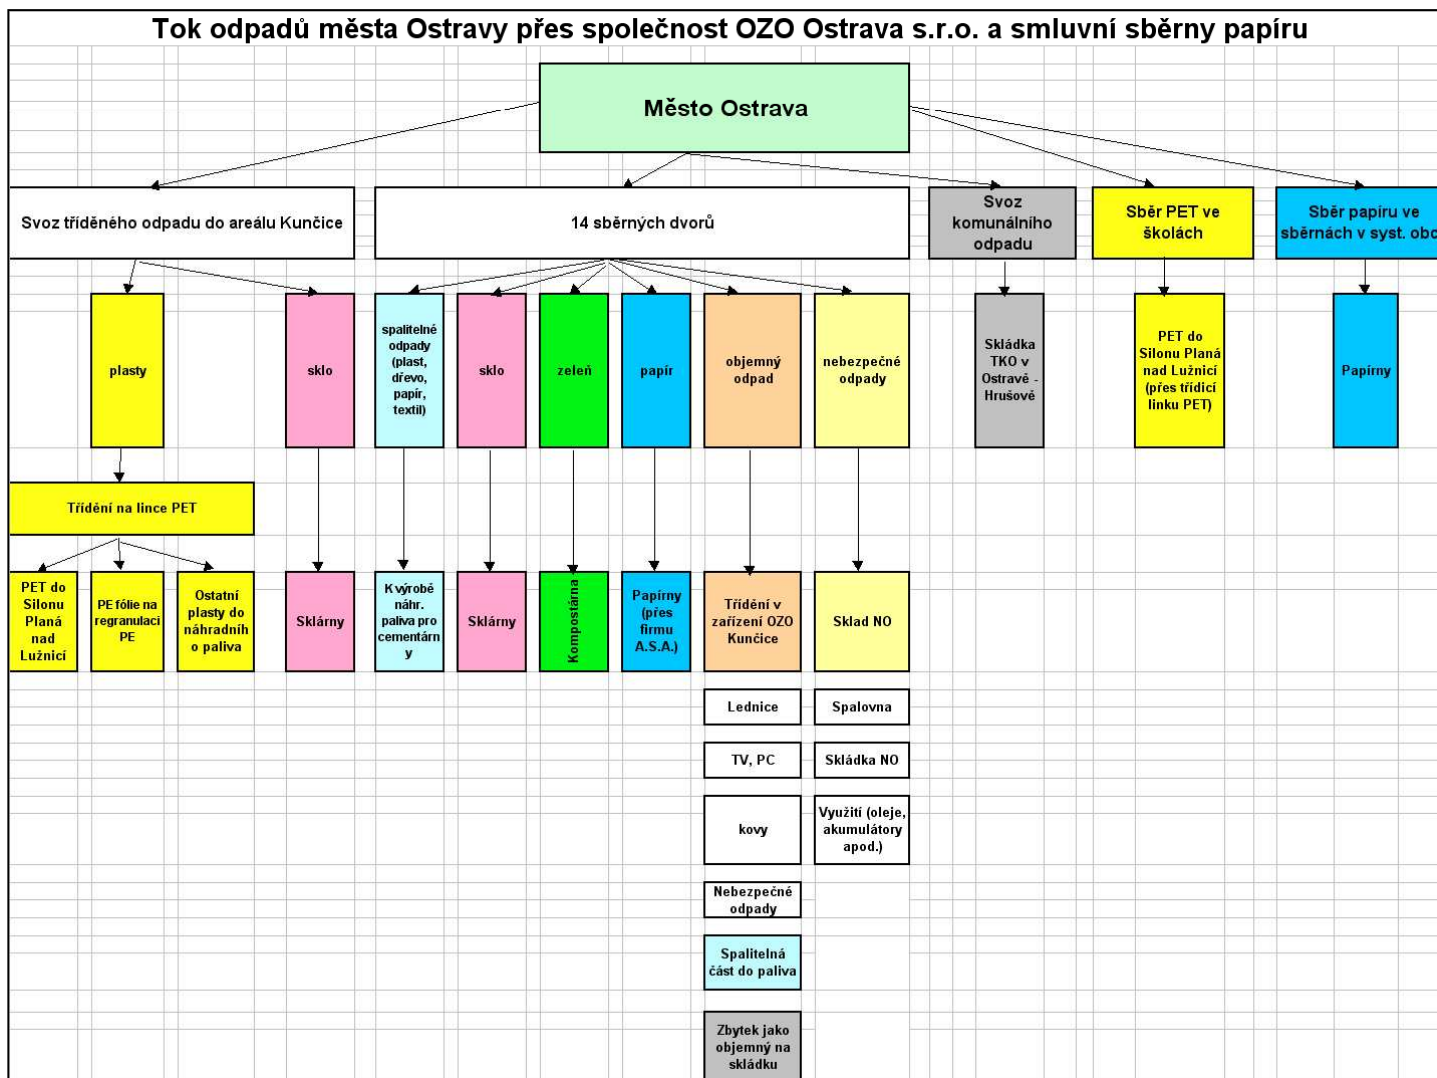 Tok odpadů města Ostravy přes společnost OZO Ostrava s.r.o. a smluvní sběrny papíru
Město Ostrava
Svoz tříděného odpadu do areálu Kunčice
14 sběrných dvorů
Svoz
komunálního
odpadu
Sběr PET ve
školách
Sběr papíru ve
sběrnách v syst. obc
plasty
sklo
spalitelné
odpady
(plast,
dřevo,
papír,
textil)
sklo
zeleň
papír
objemný
odpad
nebezpečné
odpady
Skládka
TKO v
Ostravě -
Hrušově
PET do
Silonu Planá
nad Lužnicí
(přes třídicí
linku PET)
Papírny
Třídění na lince PET
PET do
Silonu
Planá
nad
Lužnicí
PE fólie na
regranulaci
PE
Ostatní
plasty do
náhradníh
o paliva
Sklárny
K výrobě
náhr.
paliva pro
cementárn
y
Sklárny
Kompostárna
Papírny
(přes
firmu
A.S.A.)
Třídění v
zařízení OZO
Kunčice
Sklad NO
Lednice
Spalovna
TV, PC
Skládka NO
kovy
Využití (oleje,
akumulátory
apod.)
Nebezpečné
odpady
Spalitelná
část do paliva
Zbytek jako
objemný na
skládku